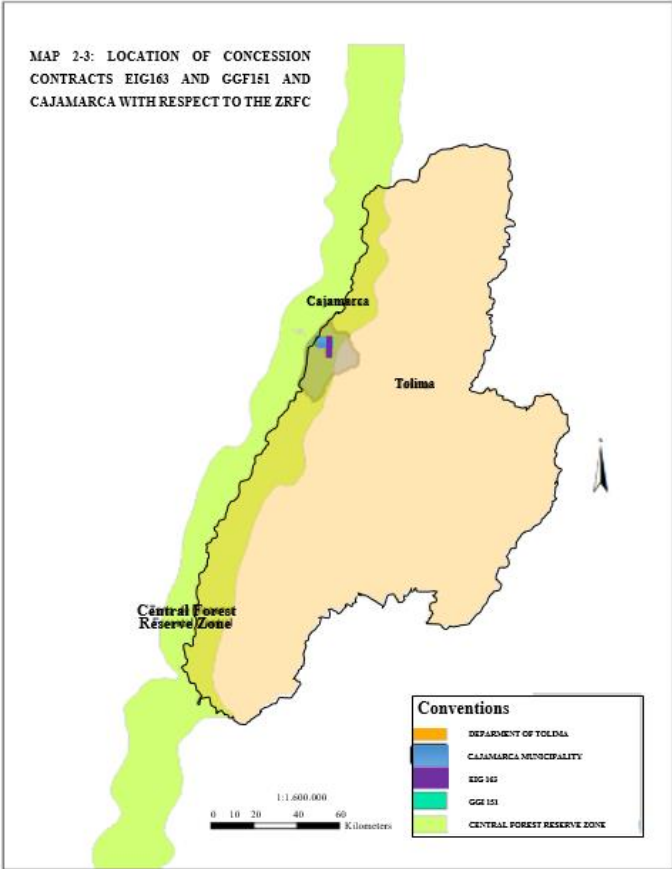 MAP 2-3: LOCATION OF CONCESSION
CONTRACTS EIG163 AND GGF151 AND
CAJAMARCA WITH RESPECT TO THE ZRFC
Cajamarca
Tolima
Central Forest
Reserve Zone
Conventions
DEPARMENT OF TOLIMA
CAJAMARCA MUNICIPALITY
EIG 163
GGI 151
CENTRAL FOREST RESERVE ZONE
1:1.600.000
0 10 20 40 60
Kilometers